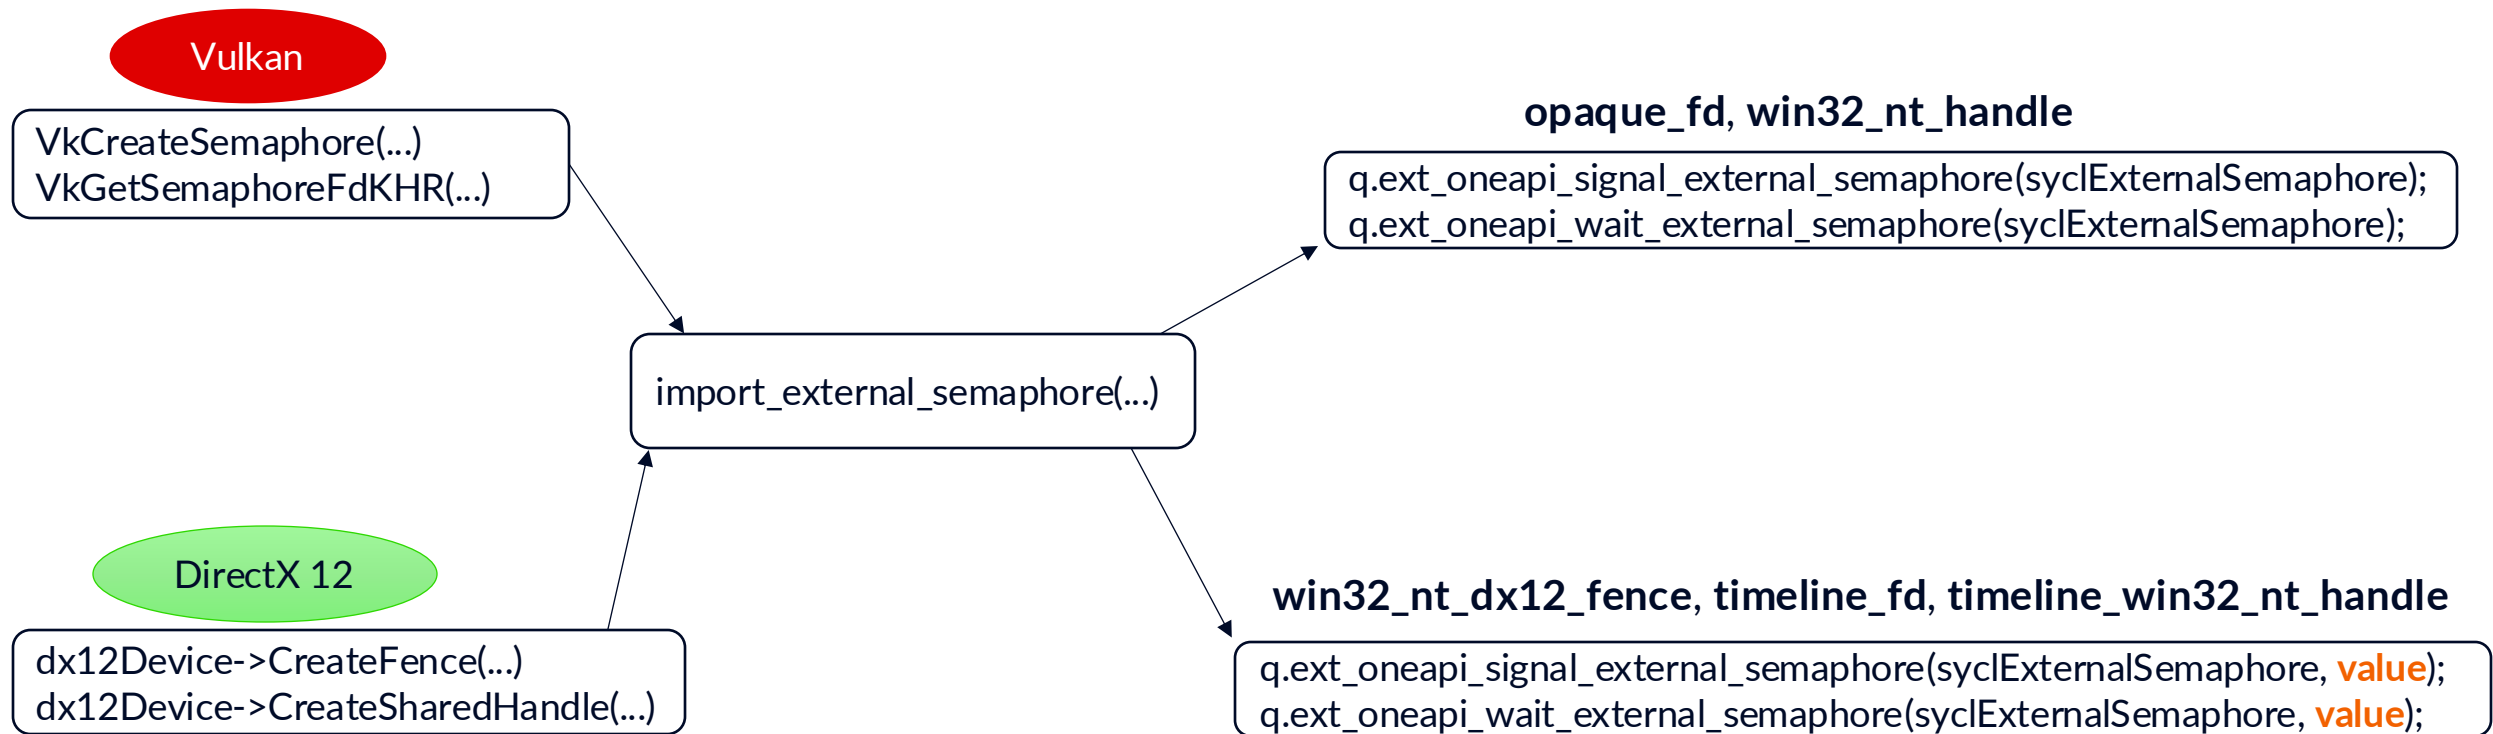 Vulkan
VkCreateSemaphore(...)
VkGetSemaphoreFdKHR(...)
opaque_fd, win32_nt_handle
q.ext_oneapi_signal_external_semaphore(syclExternalSemaphore);
q.ext_oneapi_wait_external_semaphore(syclExternalSemaphore);
import_external_semaphore(...)
DirectX 12
dx12Device->CreateFence(...)
dx12Device->CreateSharedHandle(...)
win32_nt_dx12_fence, timeline_fd, timeline_win32_nt_handle
q.ext_oneapi_signal_external_semaphore(syclExternalSemaphore, value);
q.ext_oneapi_wait_external_semaphore(syclExternalSemaphore, value);